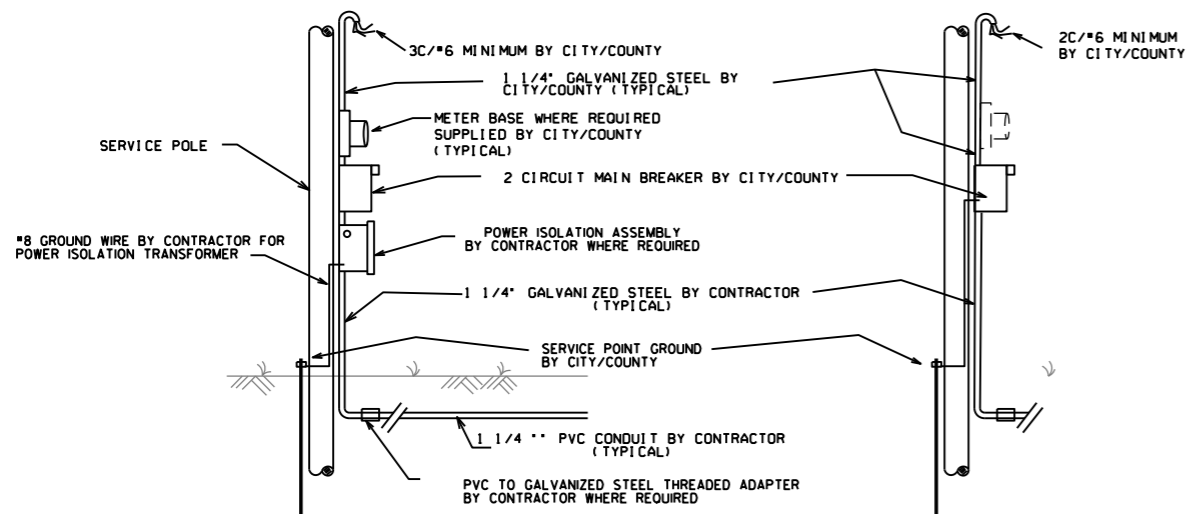 3C/#6 MINIMUM BY CITY/COUNTY
2C/#6 MINIMUM
BY CITY/COUNTY
1 1/4" GALVANIZED STEEL BY
CITY/COUNTY (TYPICAL)
METER BASE WHERE REQUIRED
SUPPLIED BY CITY/COUNTY
(TYPICAL)
SERVICE POLE
2 CIRCUIT MAIN BREAKER BY CITY/COUNTY
#8 GROUND WIRE BY CONTRACTOR FOR
POWER ISOLATION TRANSFORMER
POWER ISOLATION ASSEMBLY
BY CONTRACTOR WHERE REQUIRED
1 1/4" GALVANIZED STEEL BY CONTRACTOR
(TYPICAL)
SERVICE POINT GROUND
BY CITY/COUNTY
1 1/4 "" PVC CONDUIT BY CONTRACTOR
(TYPICAL)
PVC TO GALVANIZED STEEL THREADED ADAPTER
BY CONTRACTOR WHERE REQUIRED